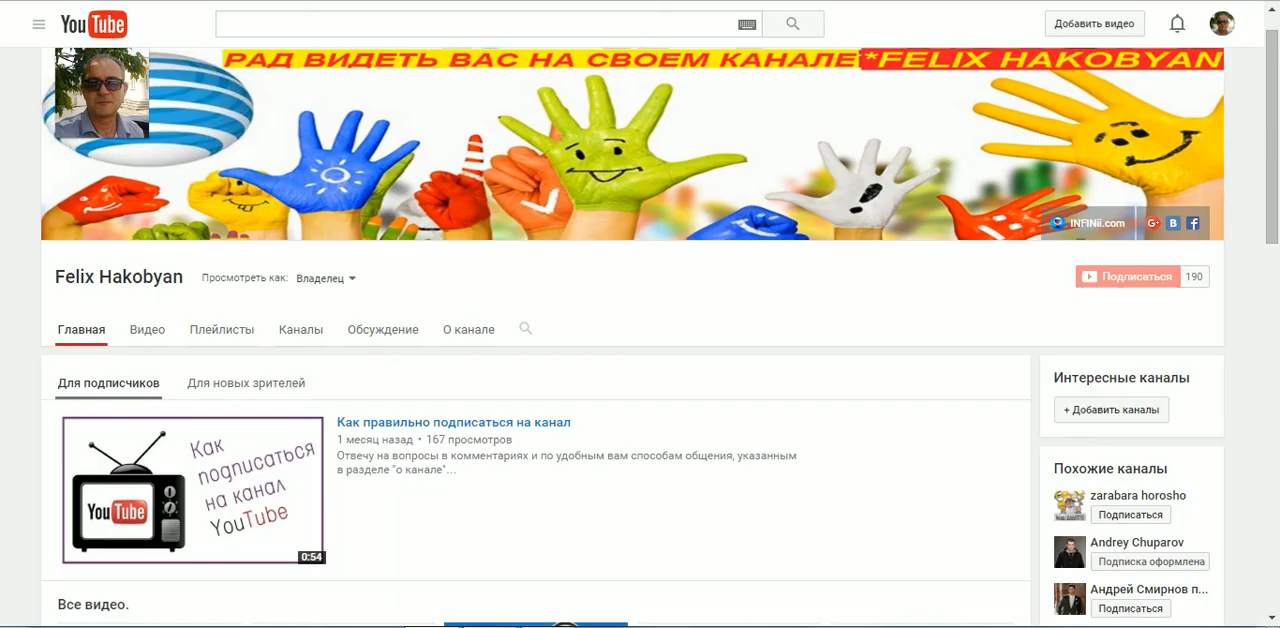 YouTube
Добавить видео
РАД ВИДЕТЬ ВАС НА СВОЕМ КАНАЛЕ *FELIX HAKOBYAN
INFINii.com
G+ B f
Felix Hakobyan
Просмотреть как: Владелец
Подписаться 190
Главная Видео Плейлисты Каналы Обсуждение О канале
Для подписчиков Для новых зрителей
Как
подписаться
на канал
YouTube
YouTube
0:54
Как правильно подписаться на канал
1 месяц назад • 167 просмотров
Отвечу на вопросы в комментариях и по удобным вам способам общения, указанным
в разделе "о канале"...
Все видео.
Интересные каналы
+ Добавить каналы
Похожие каналы
zarabara horosho
Подписаться
Andrey Chuparov
Подписка оформлена
Андрей Смирнов п...
Подписаться